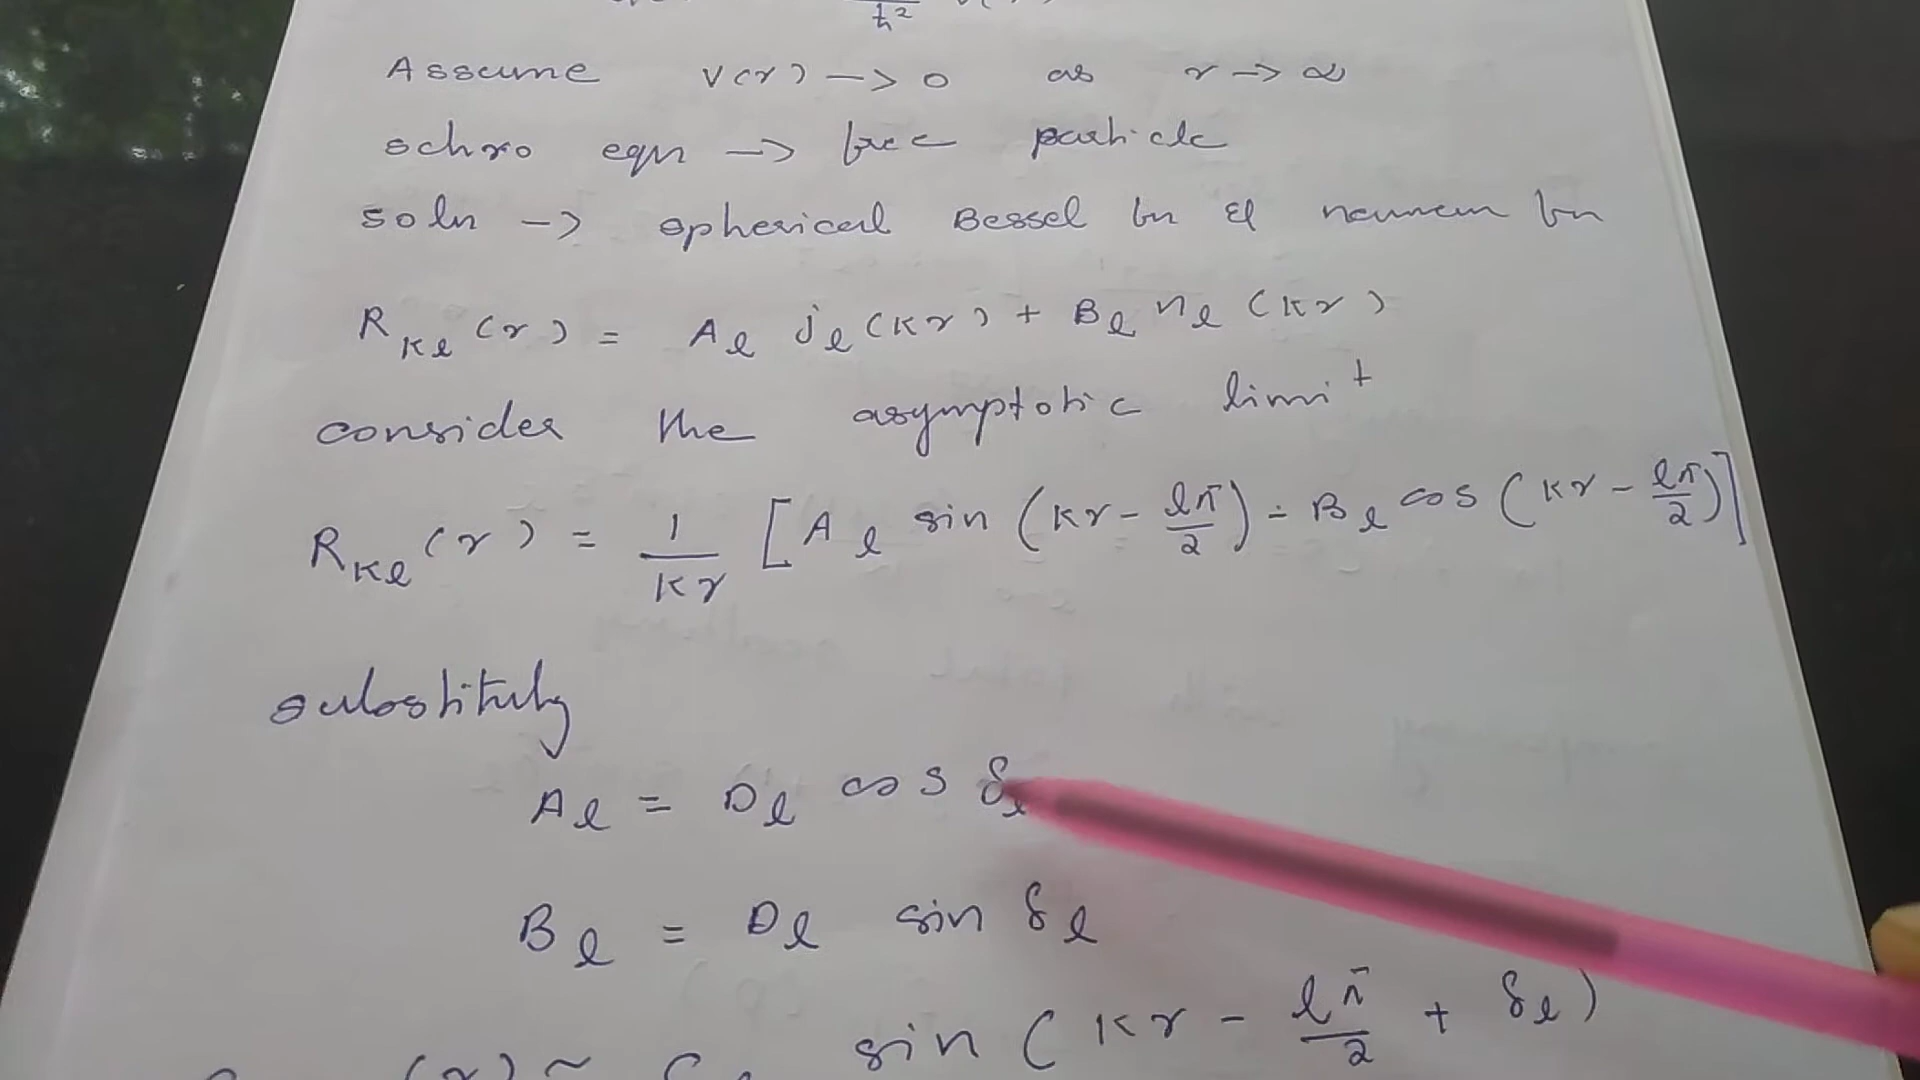 ħ²
Assume V(r) -> 0 as r -> ∞
schro eqn -> free particle
soln -> spherical Bessel fn & neumann fn
R_kl (r) = A_l j_l (kr) + B_l n_l (kr)
consider the asymptotic limit
R_kl (r) = 1/kr [A_l sin (kr - lπ/2) - B_l cos (kr - lπ/2)]
substituting
A_l = D_l cos δ_l
B_l = D_l sin δ_l
(r) ~ C sin (kr - lπ/2 + δ_l)